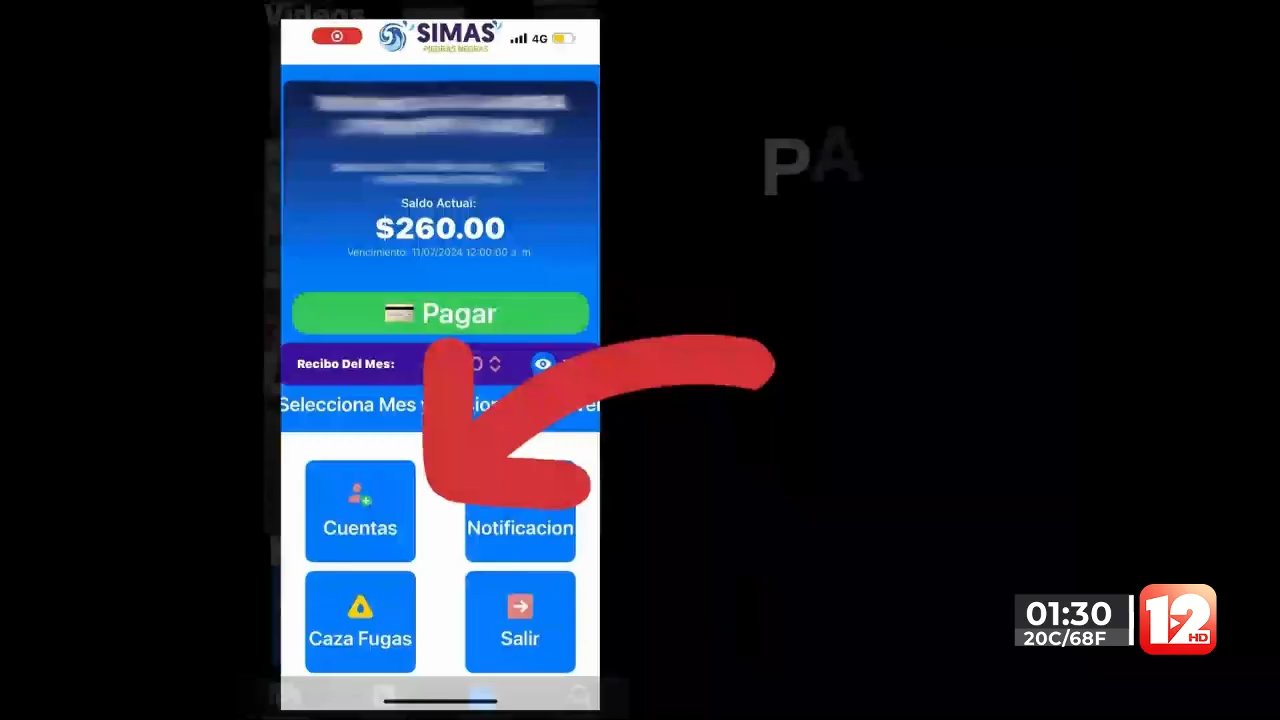 Videos
SIMAS
PIEDRAS NEGRAS
4G
Saldo Actual:
$260.00
Vencimiento: 11/07/2024 12:00:00 a. m.
Pagar
Recibo Del Mes:
Selecciona Mes y
Cuentas
Notificacion
Caza Fugas
Salir
PA
01:30
20C/68F
12
HD